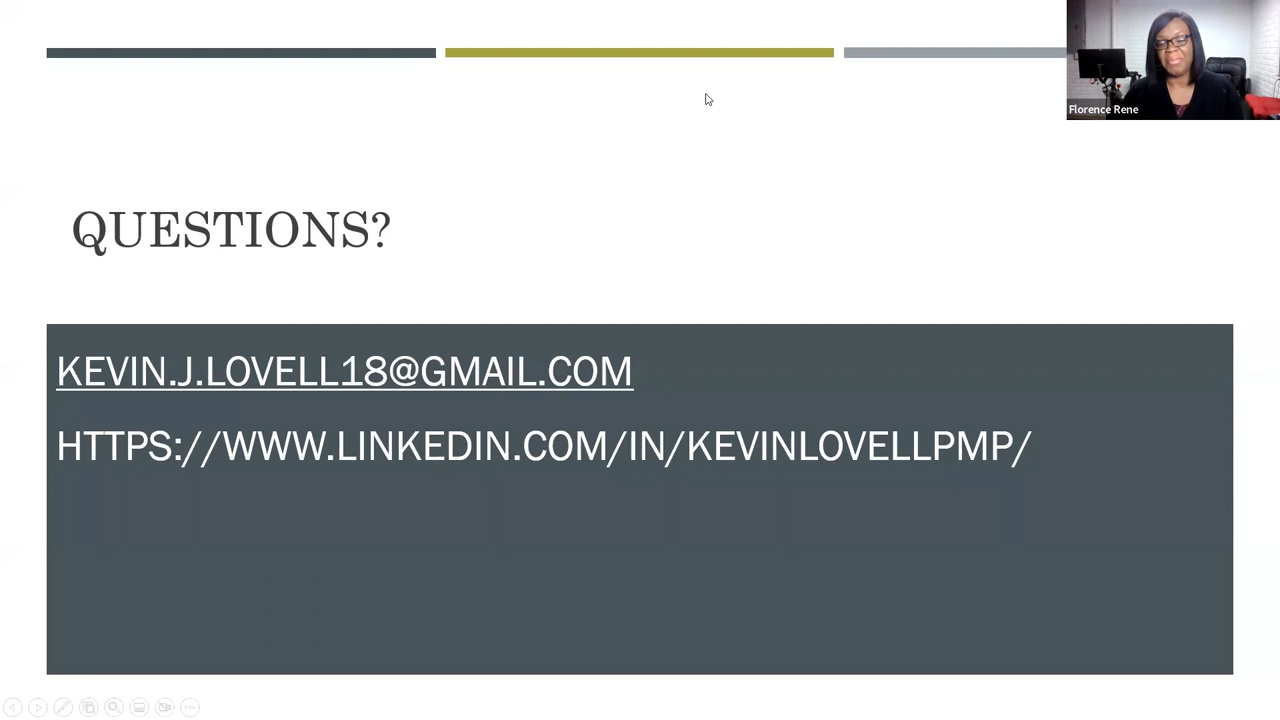 Florence Rene
QUESTIONS?
KEVIN.J.LOVELL18@GMAIL.COM
HTTPS://WWW.LINKEDIN.COM/IN/KEVINLOVELLPMP/